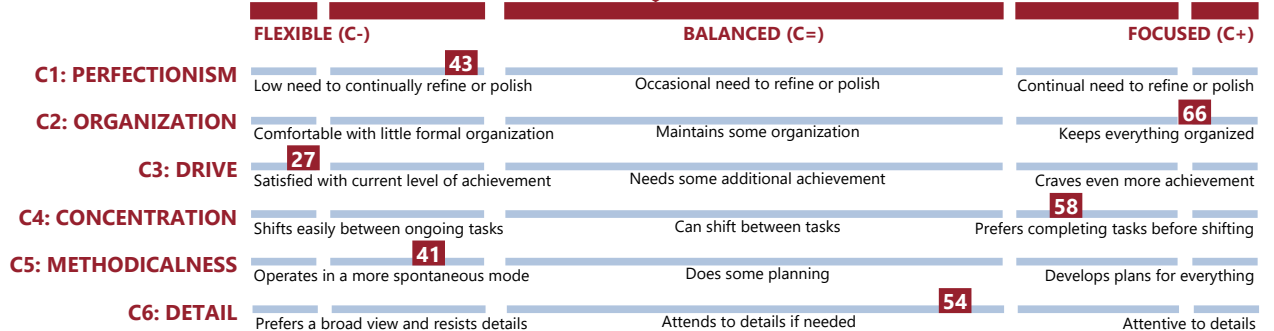 FLEXIBLE (C-) BALANCED (C=) FOCUSED (C+)
C1: PERFECTIONISM 43
Low need to continually refine or polish Occasional need to refine or polish Continual need to refine or polish
C2: ORGANIZATION 66
Comfortable with little formal organization Maintains some organization Keeps everything organized
C3: DRIVE 27
Satisfied with current level of achievement Needs some additional achievement Craves even more achievement
C4: CONCENTRATION 58
Shifts easily between ongoing tasks Can shift between tasks Prefers completing tasks before shifting
C5: METHODICALNESS 41
Operates in a more spontaneous mode Does some planning Develops plans for everything
C6: DETAIL 54
Prefers a broad view and resists details Attends to details if needed Attentive to details